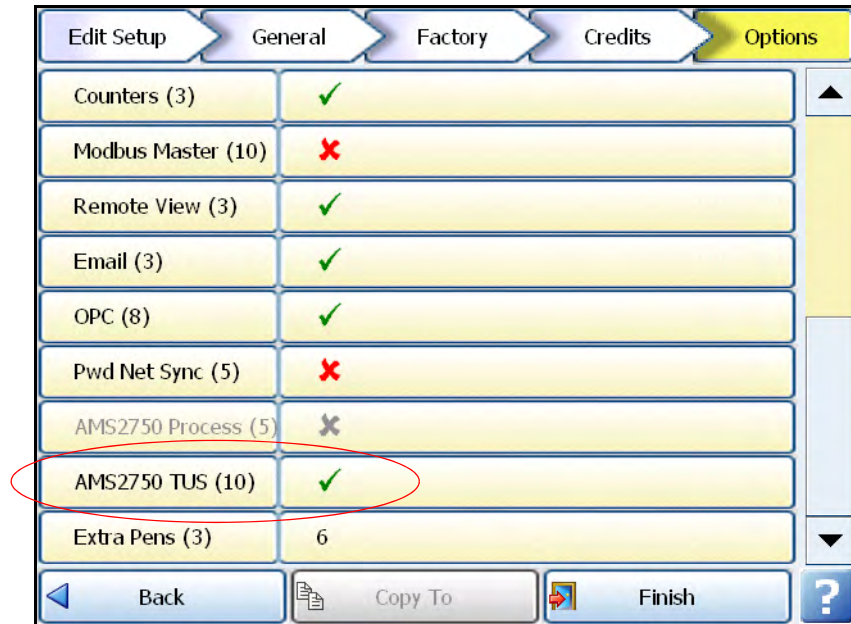 Edit Setup General Factory Credits Options
Counters (3)
Modbus Master (10)
Remote View (3)
Email (3)
OPC (8)
Pwd Net Sync (5)
AMS2750 Process (5)
AMS2750 TUS (10)
Extra Pens (3) 6
Back Copy To Finish ?